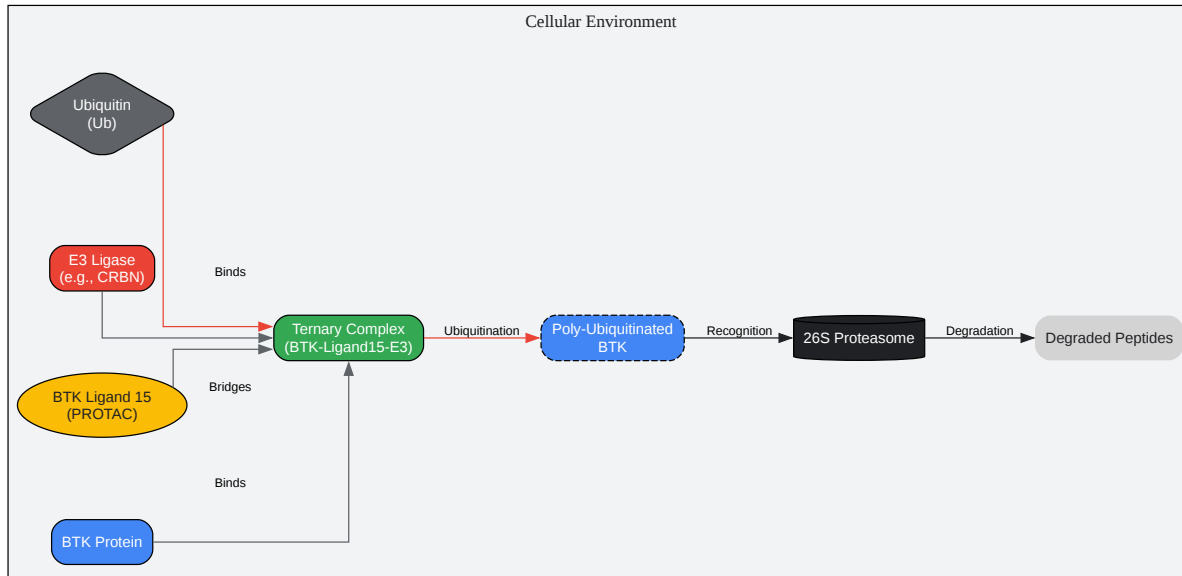 Cellular Environment
Ubiquitin
(Ub)
E3 Ligase
(e.g., CRBN)
Binds
Ternary Complex
(BTK-Ligand15-E3)
Ubiquitination
Poly-Ubiquitinated
BTK
Recognition
26S Proteasome
Degradation
Degraded Peptides
BTK Ligand 15
(PROTAC)
Bridges
Binds
BTK Protein